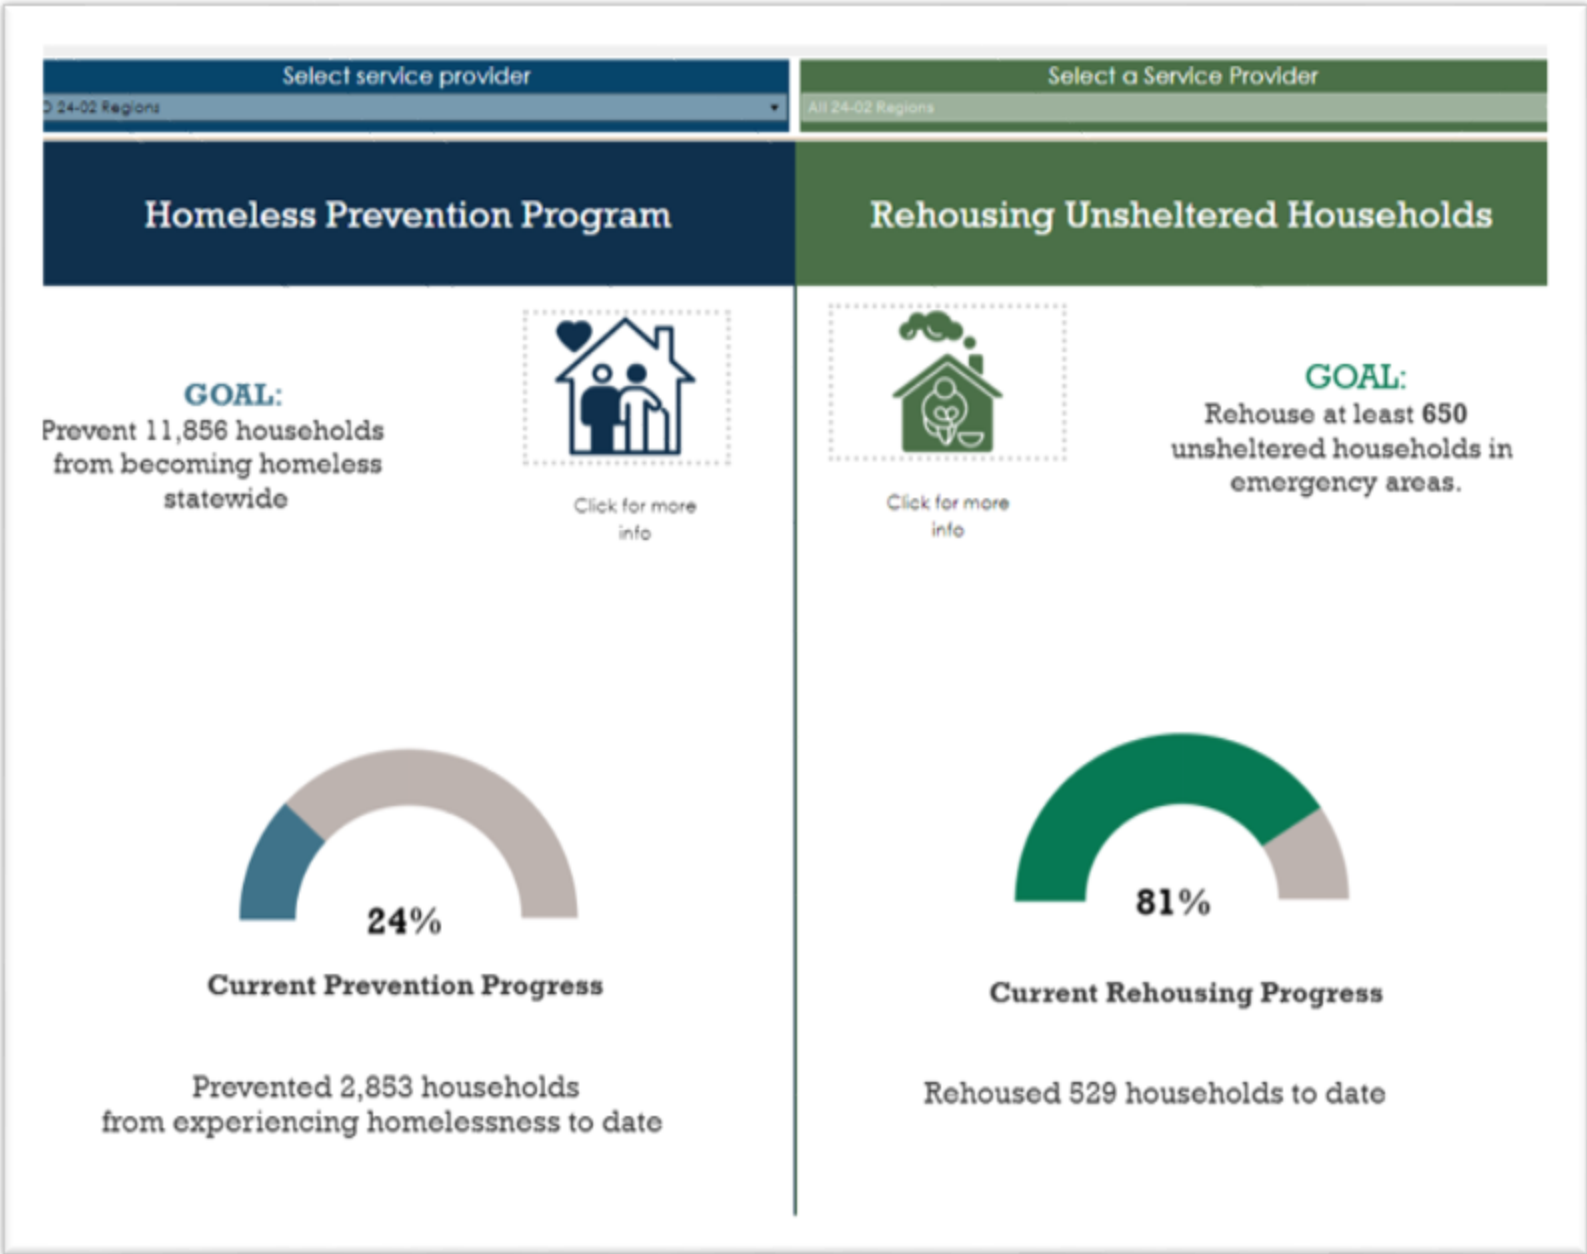 Select service provider
24-02 Regions
Select a Service Provider
All 24-02 Regions
Homeless Prevention Program
Rehousing Unsheltered Households
GOAL:
Prevent 11,856 households
from becoming homeless
statewide
Click for more
info
Click for more
info
GOAL:
Rehouse at least 650
unsheltered households in
emergency areas.
24%
Current Prevention Progress
Prevented 2,853 households
from experiencing homelessness to date
81%
Current Rehousing Progress
Rehoused 529 households to date